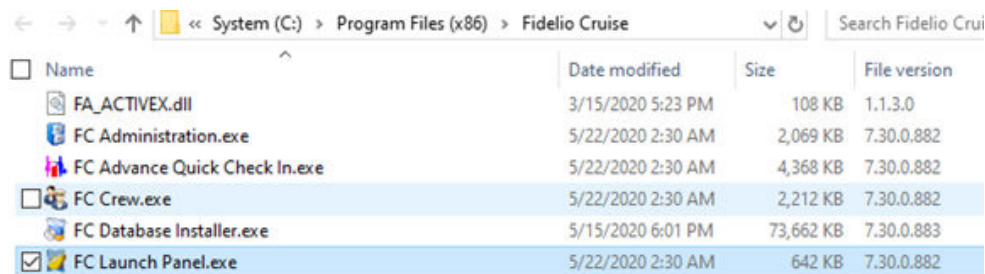 « System (C:) > Program Files (x86) > Fidelio Cruise Search Fidelio Crui
Name Date modified Size File version
FA_ACTIVEX.dll 3/15/2020 5:23 PM 108 KB 1.1.3.0
FC Administration.exe 5/22/2020 2:30 AM 2,069 KB 7.30.0.882
FC Advance Quick Check In.exe 5/22/2020 2:30 AM 4,368 KB 7.30.0.882
FC Crew.exe 5/22/2020 2:30 AM 2,212 KB 7.30.0.882
FC Database Installer.exe 5/15/2020 6:01 PM 73,662 KB 7.30.0.883
FC Launch Panel.exe 5/22/2020 2:30 AM 642 KB 7.30.0.882